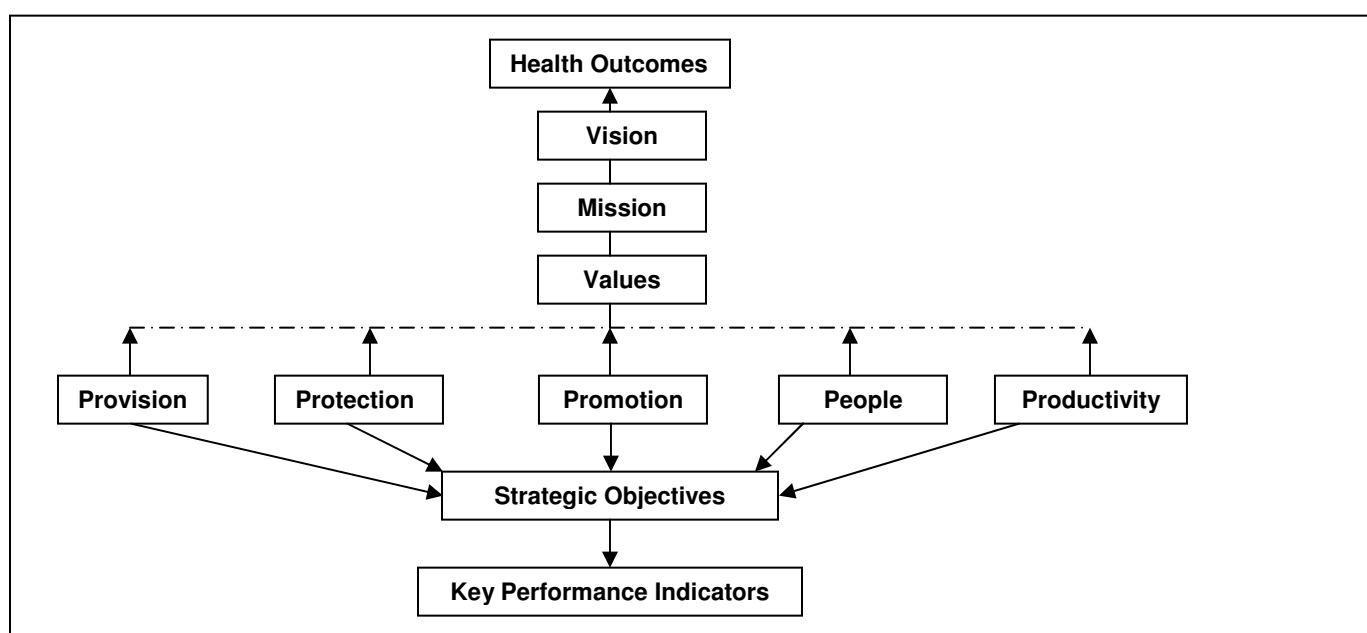 Health Outcomes
Vision
Mission
Values
Provision
Protection
Promotion
People
Productivity
Strategic Objectives
Key Performance Indicators